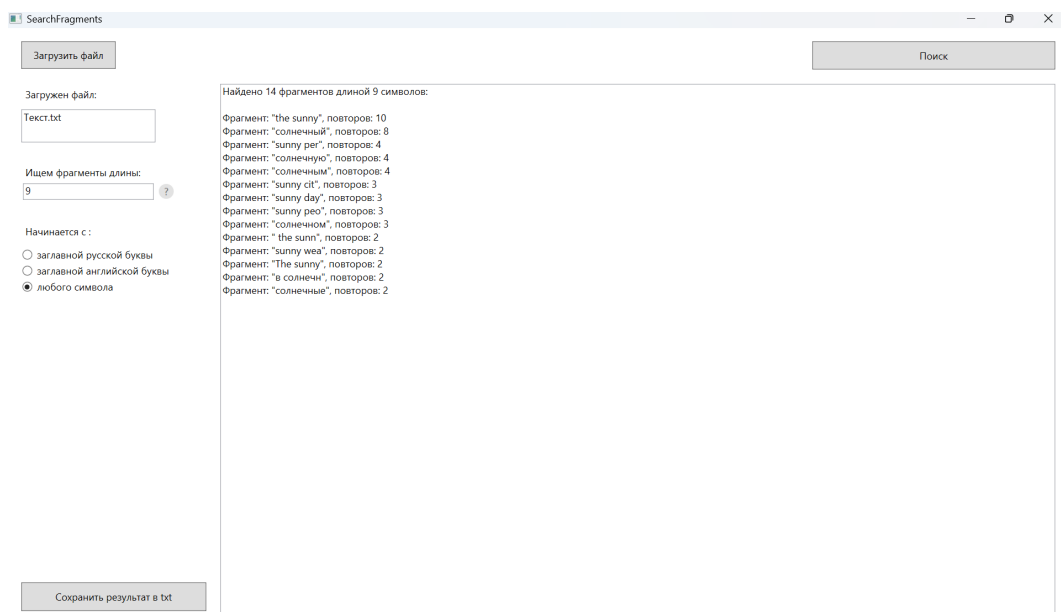 SearchFragments
Загрузить файл
Поиск
Загружен файл:
Текст.txt
Ищем фрагменты длины:
9
?
Начинается с :
заглавной русской буквы
заглавной английской буквы
любого символа
Сохранить результат в txt
Найдено 14 фрагментов длиной 9 символов:
Фрагмент: "the sunny", повторов: 10
Фрагмент: "солнечный", повторов: 8
Фрагмент: "sunny per", повторов: 4
Фрагмент: "солнечную", повторов: 4
Фрагмент: "солнечным", повторов: 4
Фрагмент: "sunny cit", повторов: 3
Фрагмент: "sunny day", повторов: 3
Фрагмент: "sunny peo", повторов: 3
Фрагмент: "солнечном", повторов: 3
Фрагмент: " the sunn", повторов: 2
Фрагмент: "sunny wea", повторов: 2
Фрагмент: "The sunny", повторов: 2
Фрагмент: "в солнечн", повторов: 2
Фрагмент: "солнечные", повторов: 2